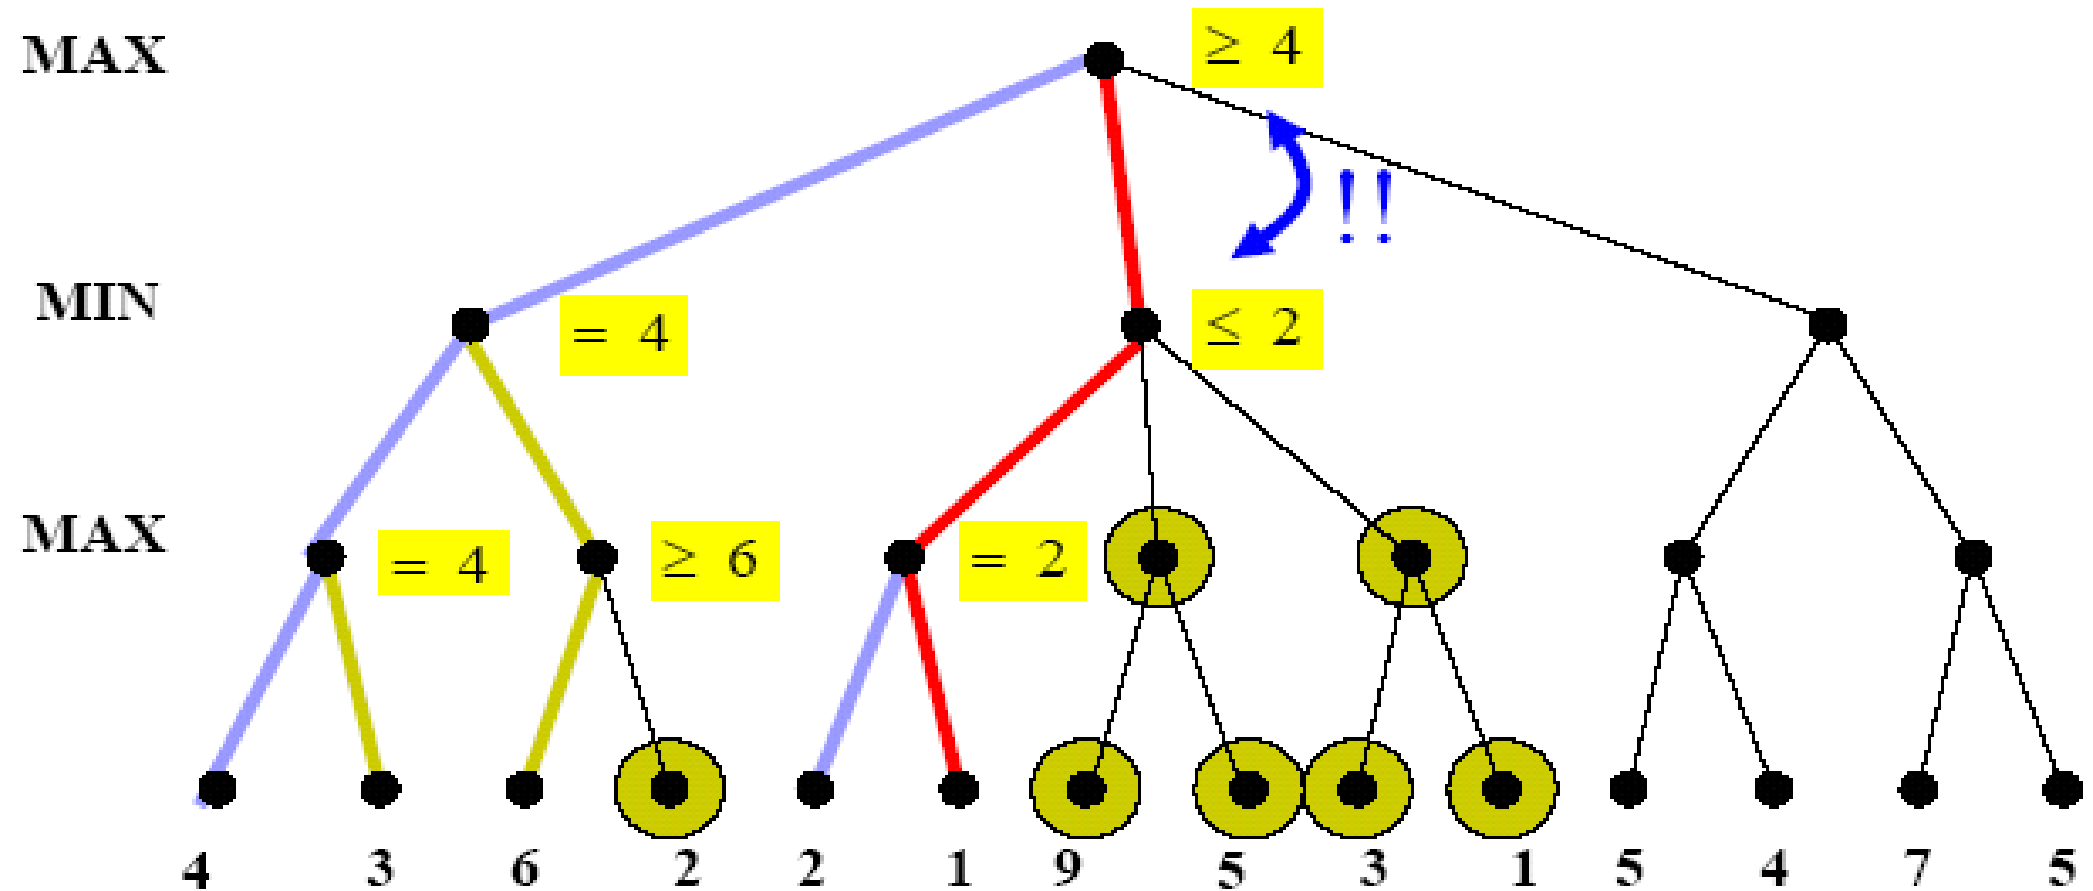 MAX ≥ 4
!!
MIN = 4 ≤ 2
MAX = 4 ≥ 6 = 2
4 3 6 2 2 1 9 5 3 1 5 4 7 5